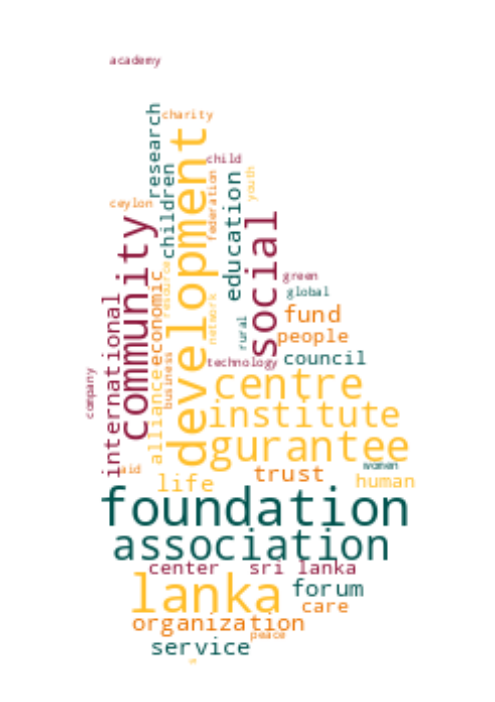 academy
charity
research
development
child
children
federation
youth
education
ceylon
community
social
resource
economic
green
global
international
alliance
network
fund
rural
people
business
technology
council
company
centre
institute
gurantee
women
aid
trust
life
human
foundation
association
center
sri lanka
lanka
forum
care
organization
peace
service